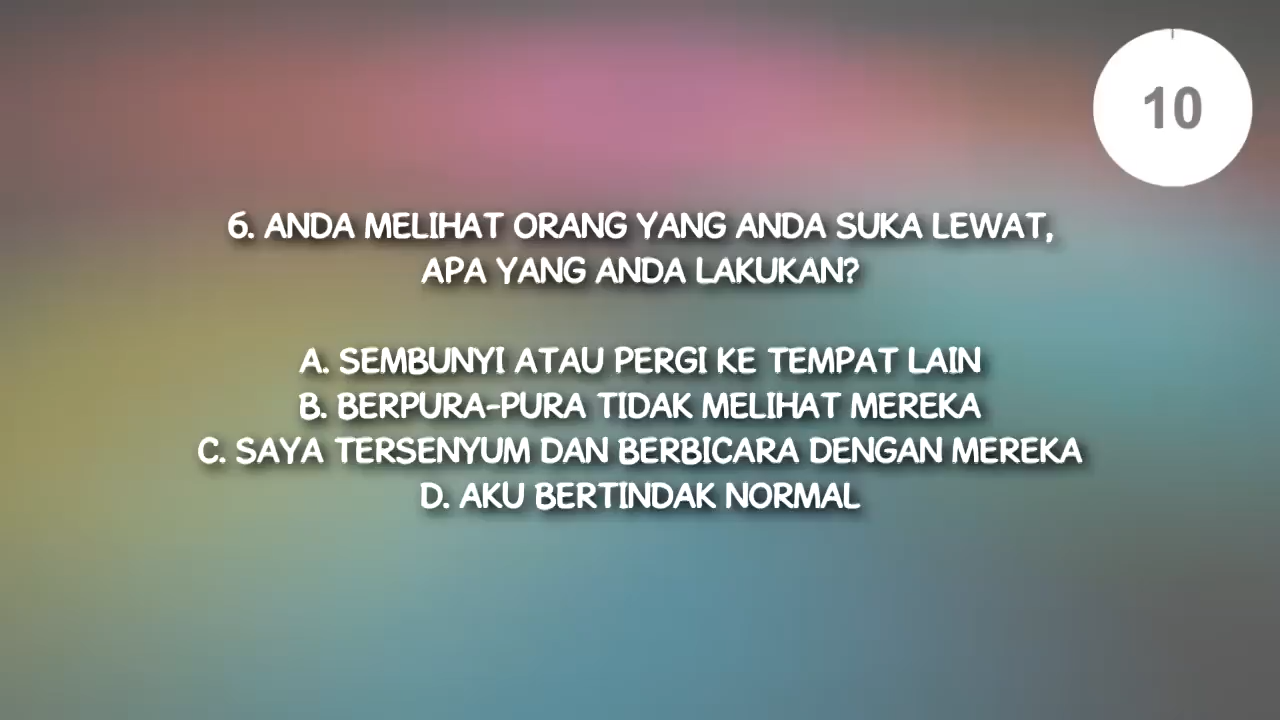 10
6. ANDA MELIHAT ORANG YANG ANDA SUKA LEWAT,
APA YANG ANDA LAKUKAN?
A. SEMBUNYI ATAU PERGI KE TEMPAT LAIN
B. BERPURA-PURA TIDAK MELIHAT MEREKA
C. SAYA TERSENYUM DAN BERBICARA DENGAN MEREKA
D. AKU BERTINDAK NORMAL